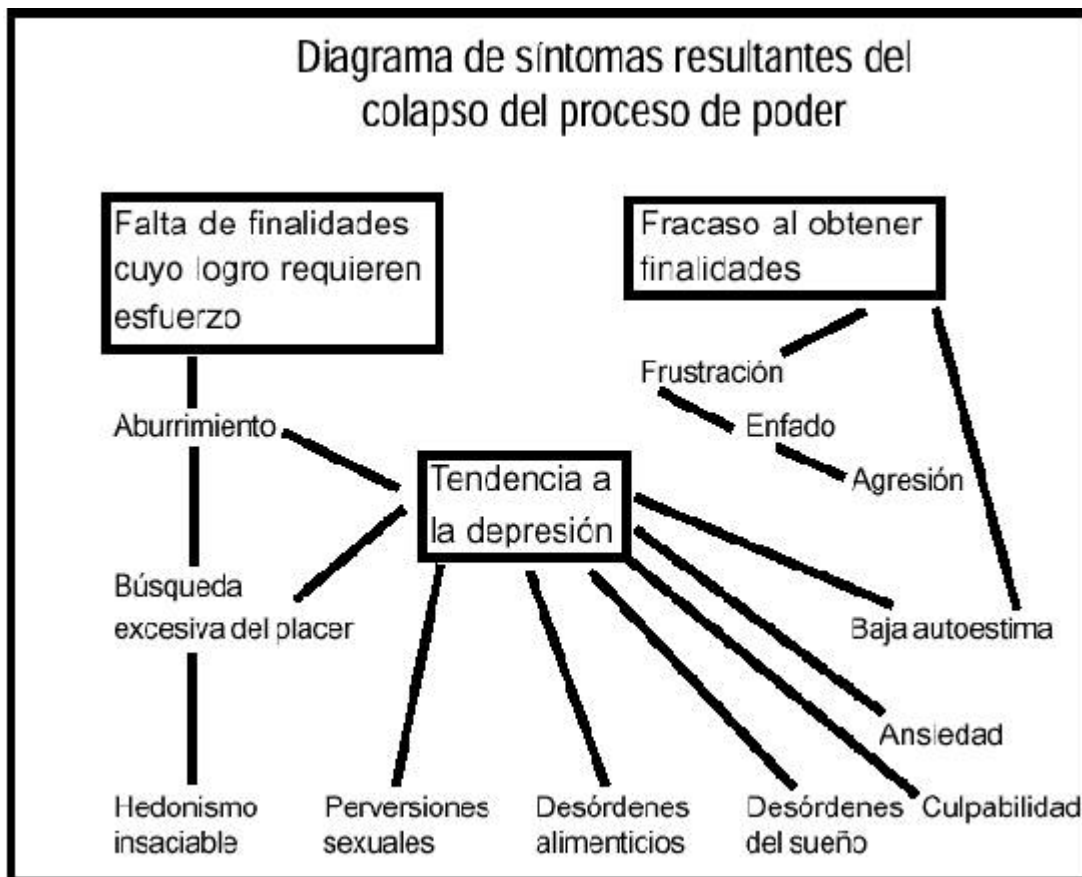 Diagrama de síntomas resultantes del
colapso del proceso de poder
Falta de finalidades
cuyo logro requieren
esfuerzo
Fracaso al obtener
finalidades
Frustración
Aburrimiento
Enfado
Agresión
Tendencia a
la depresión
Búsqueda
excesiva del placer
Baja autoestima
Ansiedad
Hedonismo
insaciable
Perversiones
sexuales
Desórdenes
alimenticios
Desórdenes
del sueño
Culpabilidad